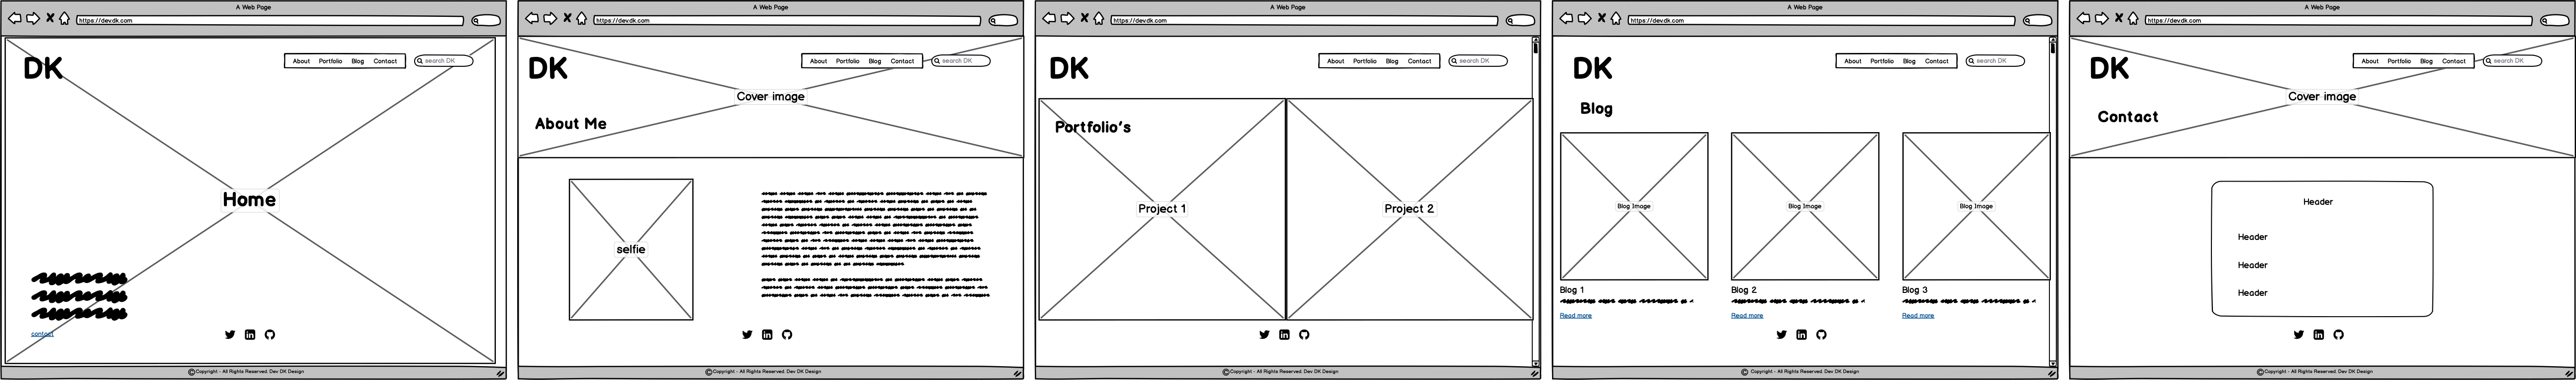 A Web Page
https://dev.dk.com
DK
About Portfolio Blog Contact
search DK
Home
contact
Copyright - All Rights Reserved. Dev DK Design
A Web Page
https://dev.dk.com
DK
About Portfolio Blog Contact
search DK
Cover image
About Me
selfie
Copyright - All Rights Reserved. Dev DK Design
A Web Page
https://dev.dk.com
DK
About Portfolio Blog Contact
search DK
Portfolio's
Project 1
Project 2
Copyright - All Rights Reserved. Dev DK Design
A Web Page
https://dev.dk.com
DK
About Portfolio Blog Contact
search DK
Blog
Blog Image
Blog Image
Blog Image
Blog 1
Blog 2
Blog 3
Read more
Read more
Read more
Copyright - All Rights Reserved. Dev DK Design
A Web Page
https://dev.dk.com
DK
About Portfolio Blog Contact
search DK
Cover image
Contact
Header
Header
Header
Header
Copyright - All Rights Reserved. Dev DK Design